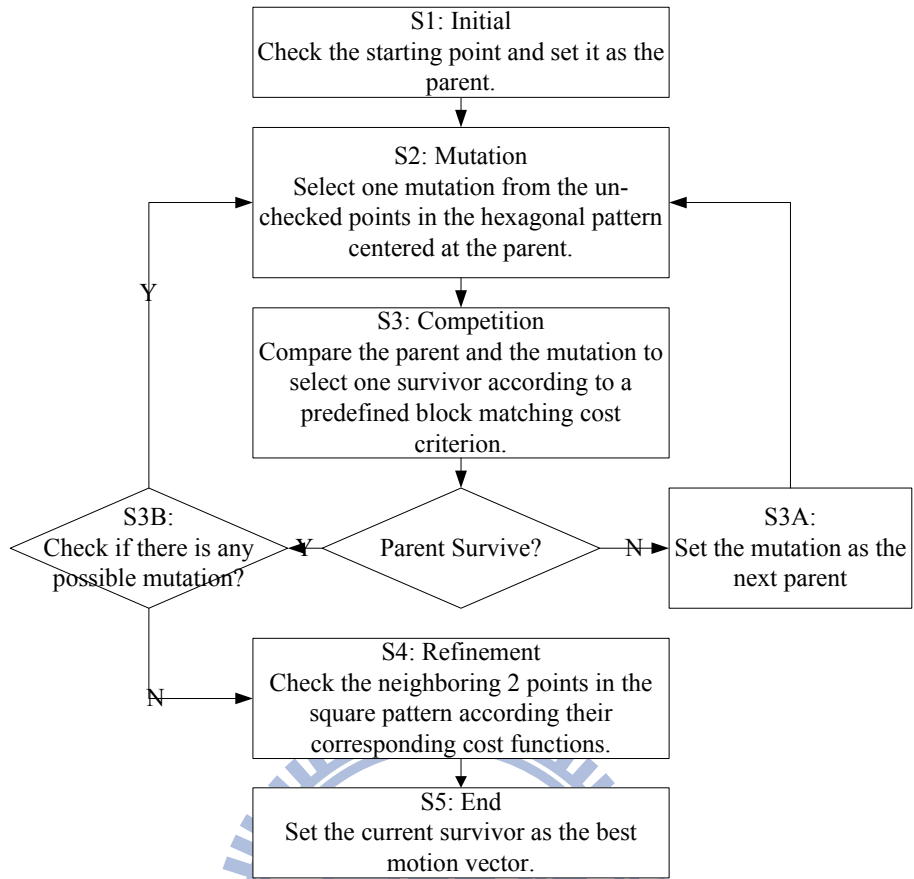 S1: Initial
Check the starting point and set it as the
parent.
S2: Mutation
Select one mutation from the un-
checked points in the hexagonal pattern
centered at the parent.
Y
S3: Competition
Compare the parent and the mutation to
select one survivor according to a
predefined block matching cost
criterion.
S3B:
Check if there is any
possible mutation?
Y
Parent Survive?
N
S3A:
Set the mutation as the
next parent
N
S4: Refinement
Check the neighboring 2 points in the
square pattern according their
corresponding cost functions.
S5: End
Set the current survivor as the best
motion vector.